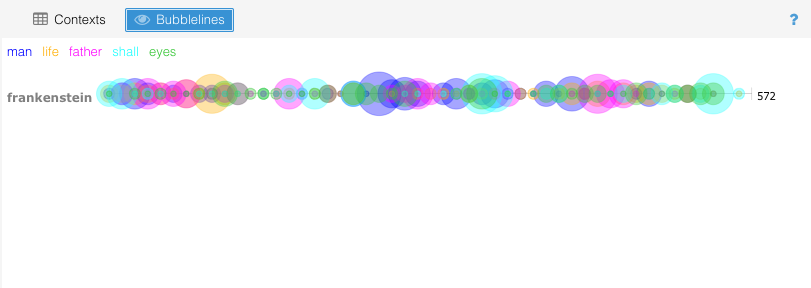 Contexts Bubblelines ?
man life father shall eyes
frankenstein 572